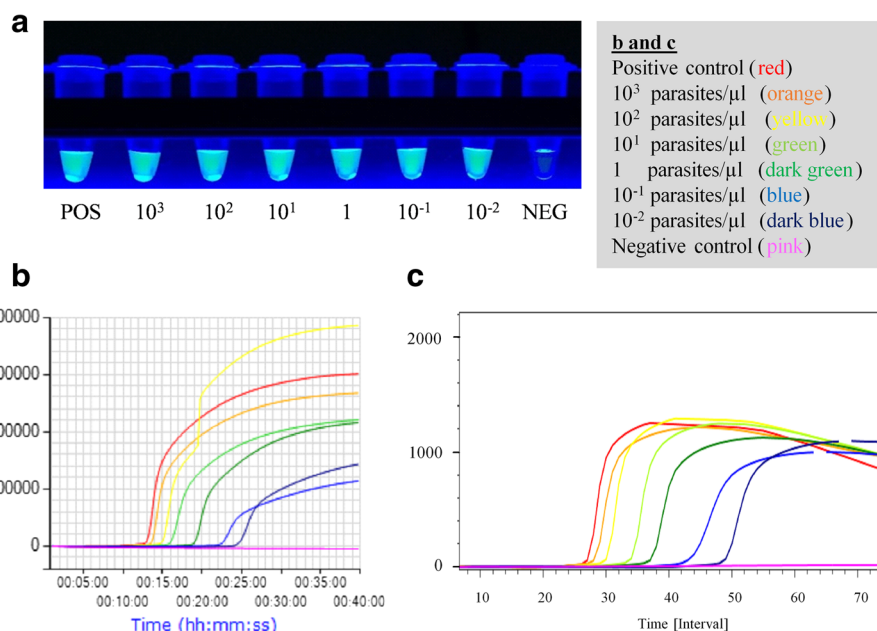 a
POS 10³ 10² 10¹ 1 10⁻¹ 10⁻² NEG
b and c
Positive control (red)
10³ parasites/µl (orange)
10² parasites/µl (yellow)
10¹ parasites/µl (green)
1 parasites/µl (dark green)
10⁻¹ parasites/µl (blue)
10⁻² parasites/µl (dark blue)
Negative control (pink)
b
00000
00000
00000
00000
0
00:05:00 00:15:00 00:25:00 00:35:00
00:10:00 00:20:00 00:30:00 00:40:00
Time (hh:mm:ss)
c
2000
1000
0
10 20 30 40 50 60 70
Time [Interval]